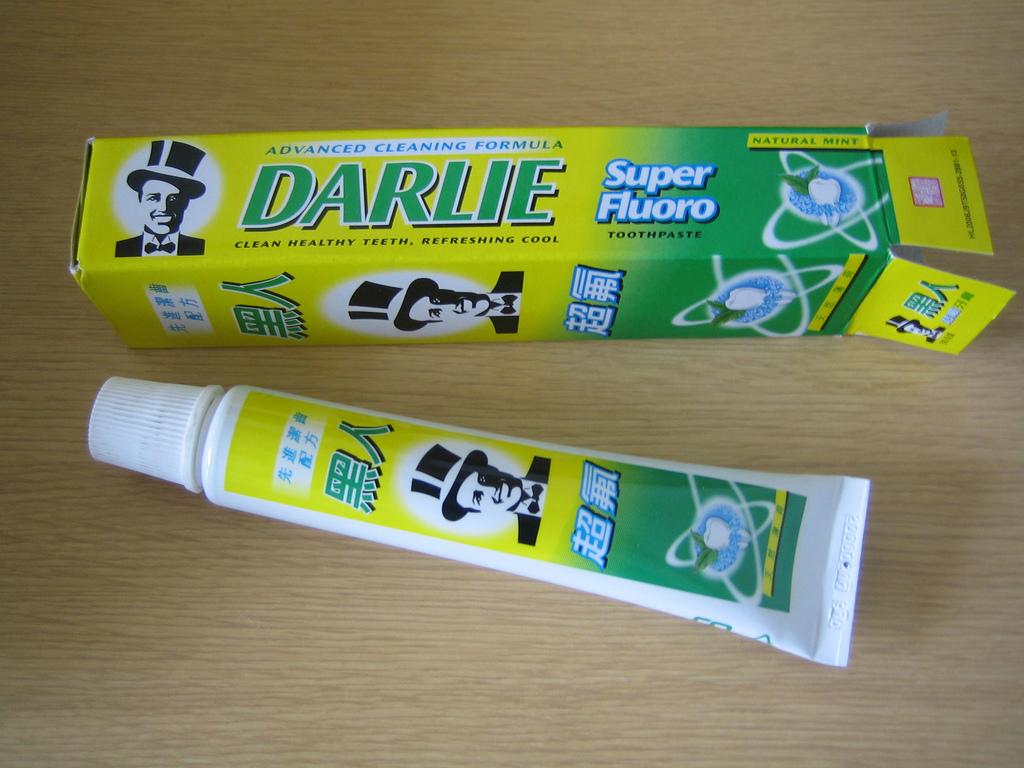 ADVANCED CLEANING FORMULA
DARLIE
CLEAN HEALTHY TEETH, REFRESHING COOL
Super
Fluoro
TOOTHPASTE
NATURAL MINT
先進潔齒
配方
黑人
超氟
黑人
先進潔齒
配方
黑人
超氟